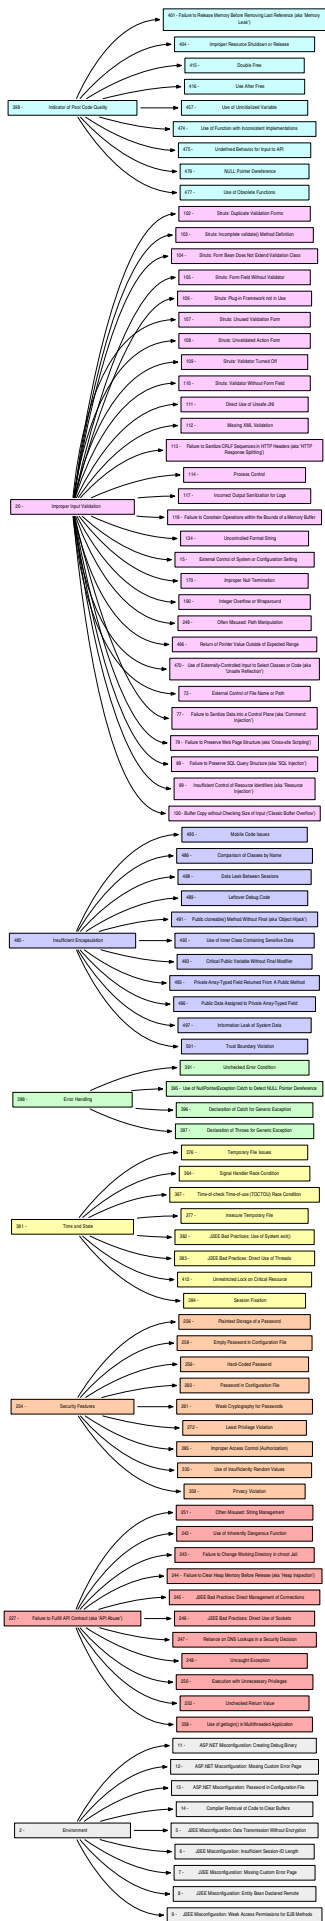 401 - Failure to Release Memory Before Removing Last Reference (aka 'Memory
Leak')
404 - Improper Resource Shutdown or Release
415 - Double Free
416 - Use After Free
398 - Indicator of Poor Code Quality
457 - Use of Uninitialized Variable
474 - Use of Function with Inconsistent Implementations
475 - Undefined Behavior for Input to API
476 - NULL Pointer Dereference
477 - Use of Obsolete Functions
102 - Struts: Duplicate Validation Forms
103 - Struts: Incomplete validate() Method Definition
104 - Struts: Form Bean Does Not Extend Validation Class
105 - Struts: Form Field Without Validator
106 - Struts: Plug-in Framework not in Use
107 - Struts: Unused Validation Form
108 - Struts: Unvalidated Action Form
109 - Struts: Validator Turned Off
110 - Struts: Validator Without Form Field
111 - Direct Use of Unsafe JNI
112 - Missing XML Validation
113 - Failure to Sanitize CRLF Sequences in HTTP Headers (aka 'HTTP
Response Splitting')
114 - Process Control
117 - Incorrect Output Sanitization for Logs
20 - Improper Input Validation
119 - Failure to Constrain Operations within the Bounds of a Memory Buffer
134 - Uncontrolled Format String
15 - External Control of System or Configuration Setting
170 - Improper Null Termination
190 - Integer Overflow or Wraparound
249 - Often Misused: Path Manipulation
466 - Return of Pointer Value Outside of Expected Range
470 - Use of Externally-Controlled Input to Select Classes or Code (aka
'Unsafe Reflection')
73 - External Control of File Name or Path
77 - Failure to Sanitize Data into a Control Plane (aka 'Command
Injection')
79 - Failure to Preserve Web Page Structure (aka 'Cross-site Scripting')
89 - Failure to Preserve SQL Query Structure (aka 'SQL Injection')
99 - Insufficient Control of Resource Identifiers (aka 'Resource
Injection')
120 - Buffer Copy without Checking Size of Input ('Classic Buffer Overflow')
490 - Mobile Code Issues
486 - Comparison of Classes by Name
488 - Data Leak Between Sessions
489 - Leftover Debug Code
491 - Public cloneable() Method Without Final (aka 'Object Hijack')
485 - Insufficient Encapsulation
492 - Use of Inner Class Containing Sensitive Data
493 - Critical Public Variable Without Final Modifier
495 - Private Array-Typed Field Returned From A Public Method
496 - Public Data Assigned to Private Array-Typed Field
497 - Information Leak of System Data
501 - Trust Boundary Violation
391 - Unchecked Error Condition
395 - Use of NullPointerException Catch to Detect NULL Pointer Dereference
388 - Error Handling
396 - Declaration of Catch for Generic Exception
397 - Declaration of Throws for Generic Exception
376 - Temporary File Issues
364 - Signal Handler Race Condition
367 - Time-of-check Time-of-use (TOCTOU) Race Condition
377 - Insecure Temporary File
361 - Time and State
382 - J2EE Bad Practices: Use of System.exit()
383 - J2EE Bad Practices: Direct Use of Threads
412 - Unrestricted Lock on Critical Resource
384 - Session Fixation
256 - Plaintext Storage of a Password
258 - Empty Password in Configuration File
259 - Hard-Coded Password
260 - Password in Configuration File
254 - Security Features
261 - Weak Cryptography for Passwords
272 - Least Privilege Violation
285 - Improper Access Control (Authorization)
330 - Use of Insufficiently Random Values
359 - Privacy Violation
251 - Often Misused: String Management
242 - Use of Inherently Dangerous Function
243 - Failure to Change Working Directory in chroot Jail
244 - Failure to Clear Heap Memory Before Release (aka 'Heap Inspection')
245 - J2EE Bad Practices: Direct Management of Connections
227 - Failure to Fulfill API Contract (aka 'API Abuse')
246 - J2EE Bad Practices: Direct Use of Sockets
247 - Reliance on DNS Lookups in a Security Decision
248 - Uncaught Exception
250 - Execution with Unnecessary Privileges
252 - Unchecked Return Value
558 - Use of getlogin() in Multithreaded Application
11 - ASP.NET Misconfiguration: Creating Debug Binary
12 - ASP.NET Misconfiguration: Missing Custom Error Page
13 - ASP.NET Misconfiguration: Password in Configuration File
14 - Compiler Removal of Code to Clear Buffers
2 - Environment
5 - J2EE Misconfiguration: Data Transmission Without Encryption
6 - J2EE Misconfiguration: Insufficient Session-ID Length
7 - J2EE Misconfiguration: Missing Custom Error Page
8 - J2EE Misconfiguration: Entity Bean Declared Remote
9 - J2EE Misconfiguration: Weak Access Permissions for EJB Methods